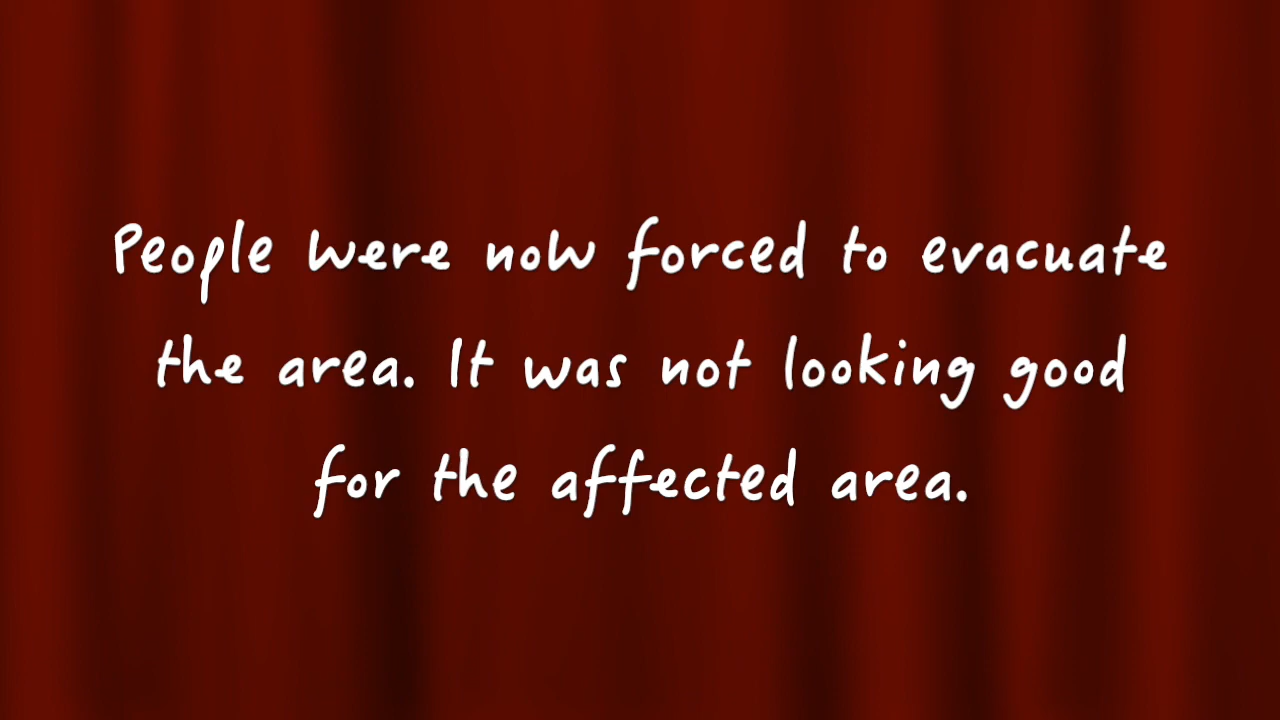 People were now forced to evacuate
the area. It was not looking good
for the affected area.